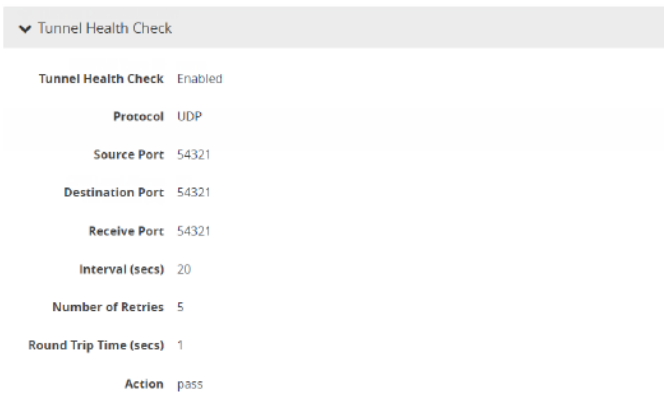 Tunnel Health Check
Tunnel Health Check Enabled
Protocol UDP
Source Port 54321
Destination Port 54321
Receive Port 54321
Interval (secs) 20
Number of Retries 5
Round Trip Time (secs) 1
Action pass